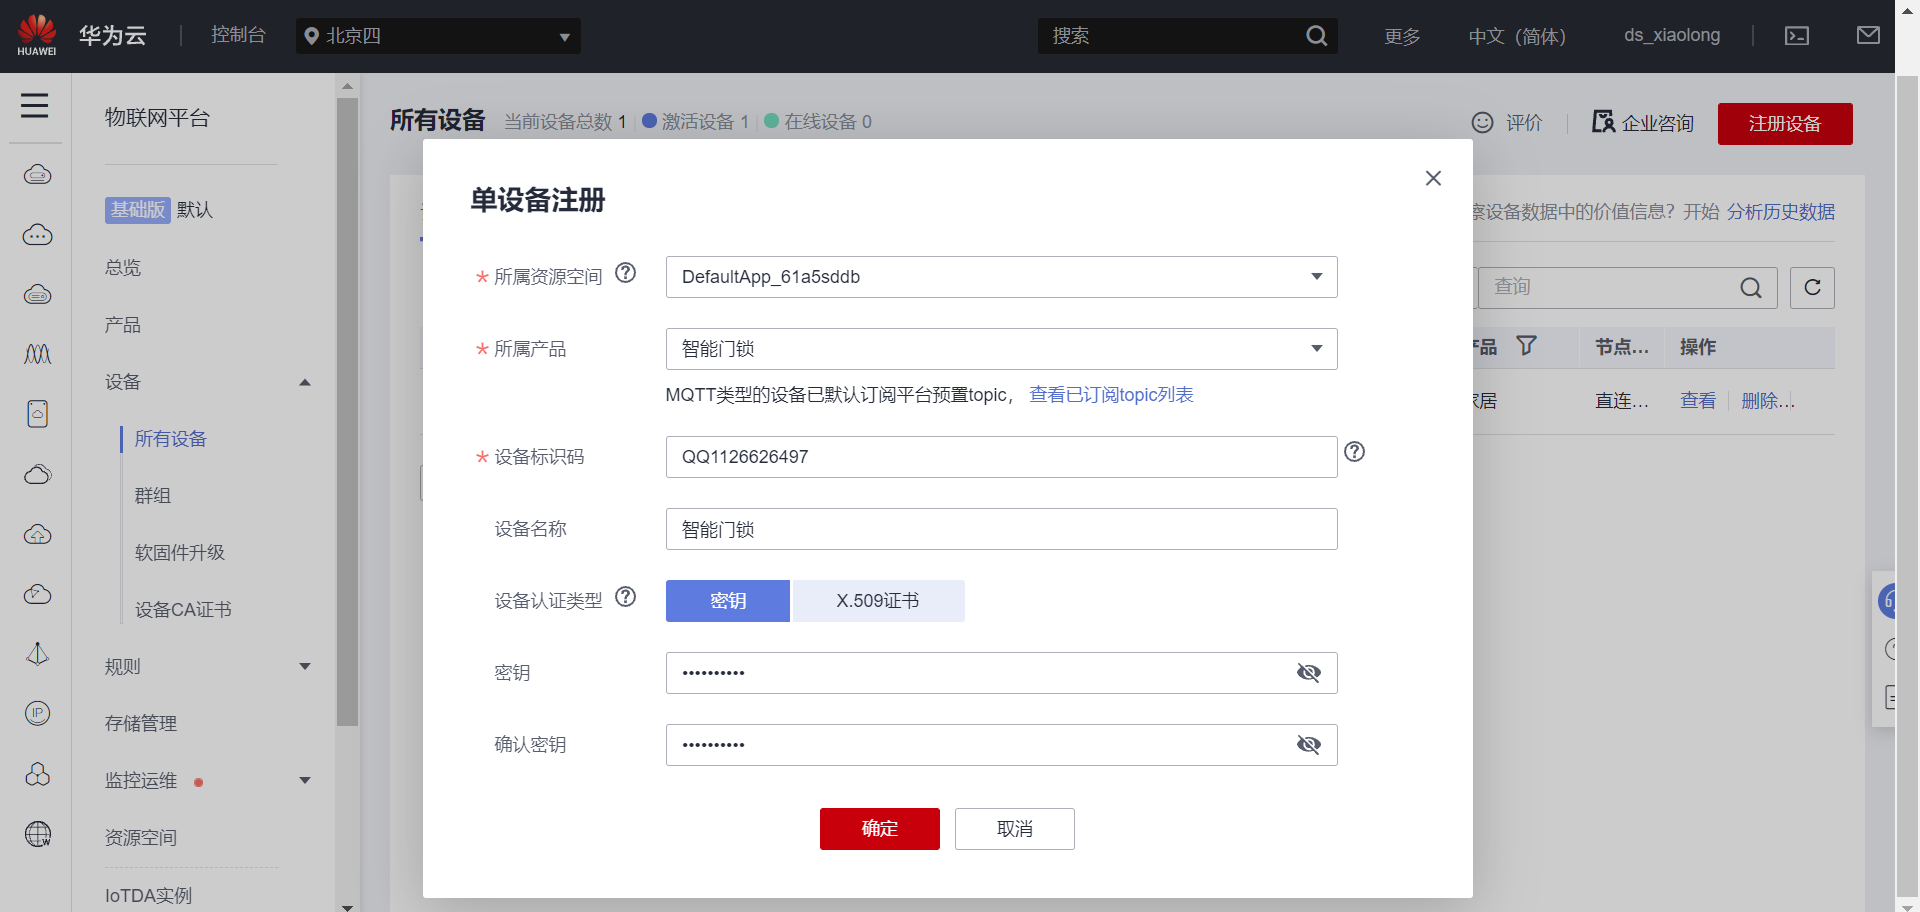 HUAWEI 华为云 控制台 北京四 搜索 更多 中文（简体） ds_xiaolong
物联网平台
基础版 默认
总览
产品
设备
所有设备
群组
软固件升级
设备CA证书
规则
存储管理
监控运维
资源空间
IoTDA实例
所有设备 当前设备总数 1 激活设备 1 在线设备 0
评价 企业咨询 注册设备
察设备数据中的价值信息？开始 分析历史数据
查询
品 节点... 操作
居 直连... 查看 删除...
单设备注册
* 所属资源空间 DefaultApp_61a5sddb
* 所属产品 智能门锁
MQTT类型的设备已默认订阅平台预置topic， 查看已订阅topic列表
* 设备标识码 QQ1126626497
设备名称 智能门锁
设备认证类型 密钥 X.509证书
密钥 ••••••••••
确认密钥 ••••••••••
确定 取消
IP
W